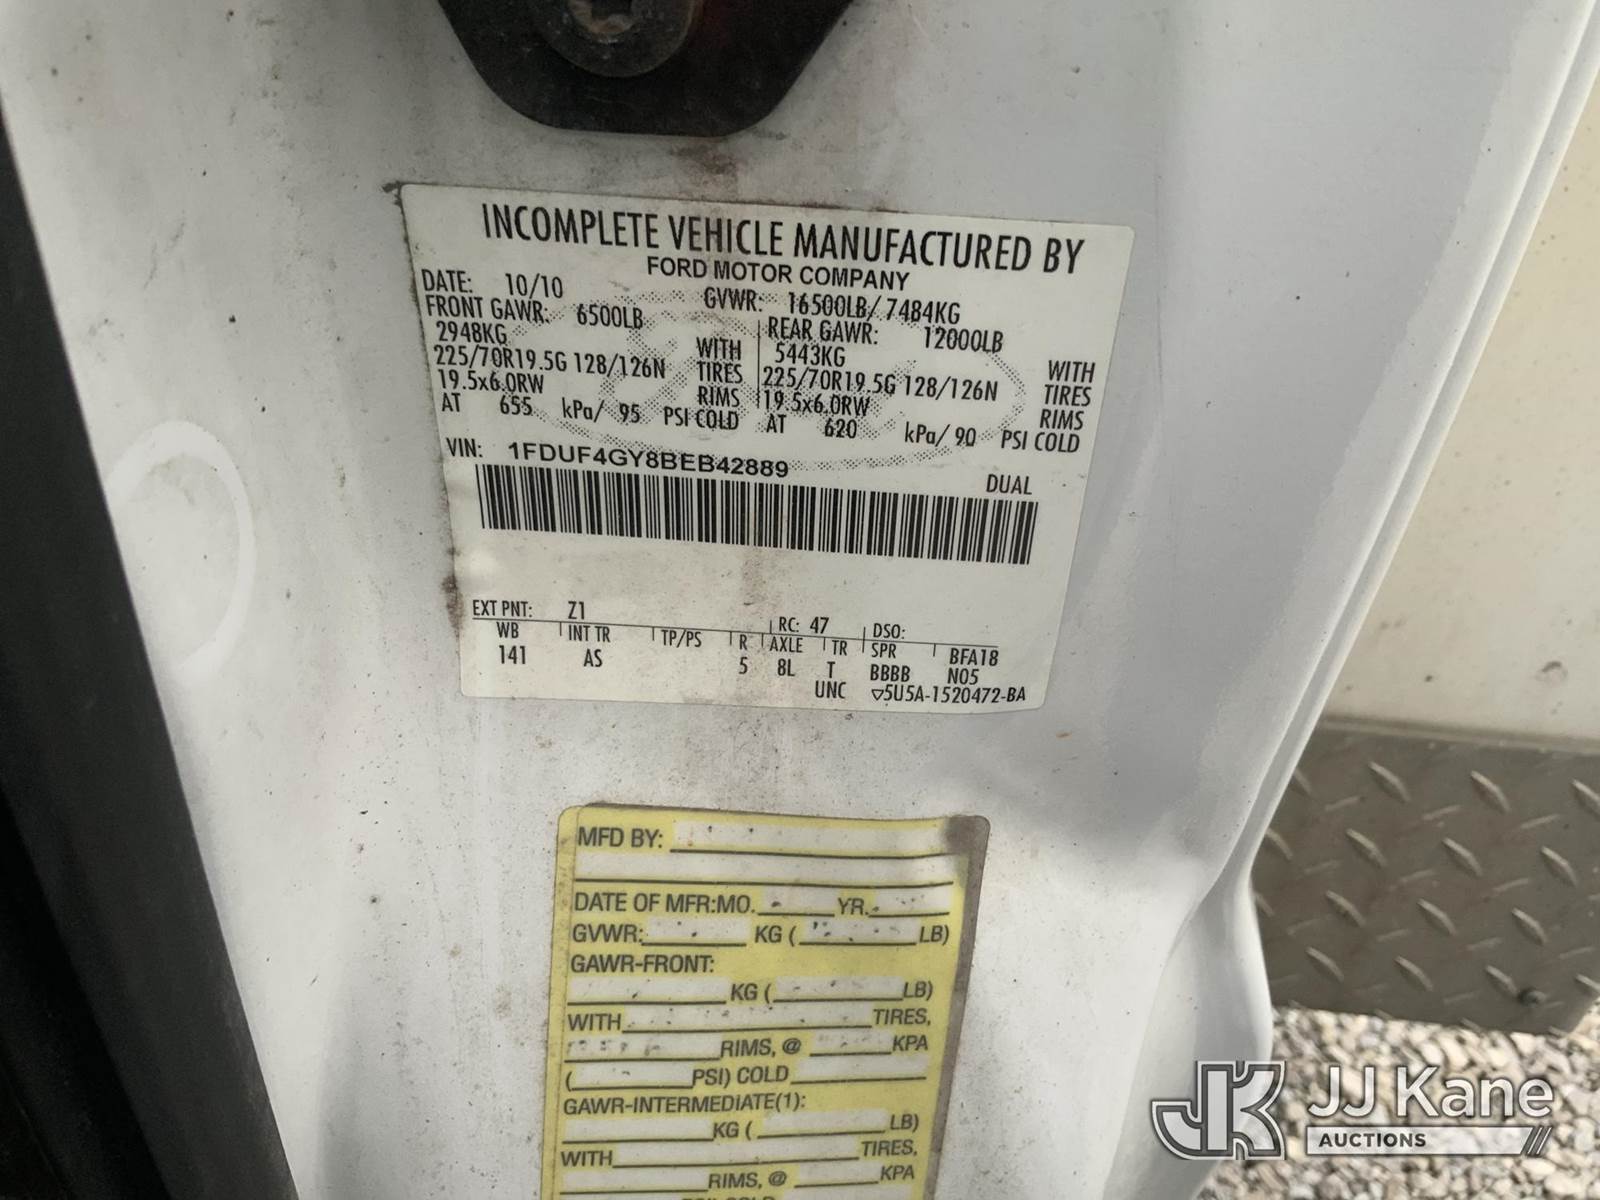 INCOMPLETE VEHICLE MANUFACTURED BY
FORD MOTOR COMPANY
DATE: 10/10 GVWR: 16500LB/ 7484KG
FRONT GAWR: 6500LB REAR GAWR: 12000LB
2948KG WITH 5443KG WITH
225/70R19.5G 128/126N TIRES 225/70R19.5G 128/126N TIRES
19.5x6.0RW RIMS 19.5x6.0RW RIMS
AT 655 kPa/ 95 PSI COLD AT 620 kPa/ 90 PSI COLD
VIN: 1FDUF4GY8BEB42889
DUAL
EXT PNT: Z1 RC: 47 DSO:
WB INT TR TP/PS R AXLE TR SPR BFA18
141 AS 5 8L T BBBB N05
UNC ▽5U5A-1520472-BA
MFD BY:
DATE OF MFR:MO. YR.
GVWR: KG ( LB)
GAWR-FRONT:
KG ( LB)
WITH TIRES,
RIMS, @ KPA
( PSI) COLD
GAWR-INTERMEDIATE(1):
KG ( LB)
WITH TIRES,
RIMS, @ KPA
JJ Kane
AUCTIONS